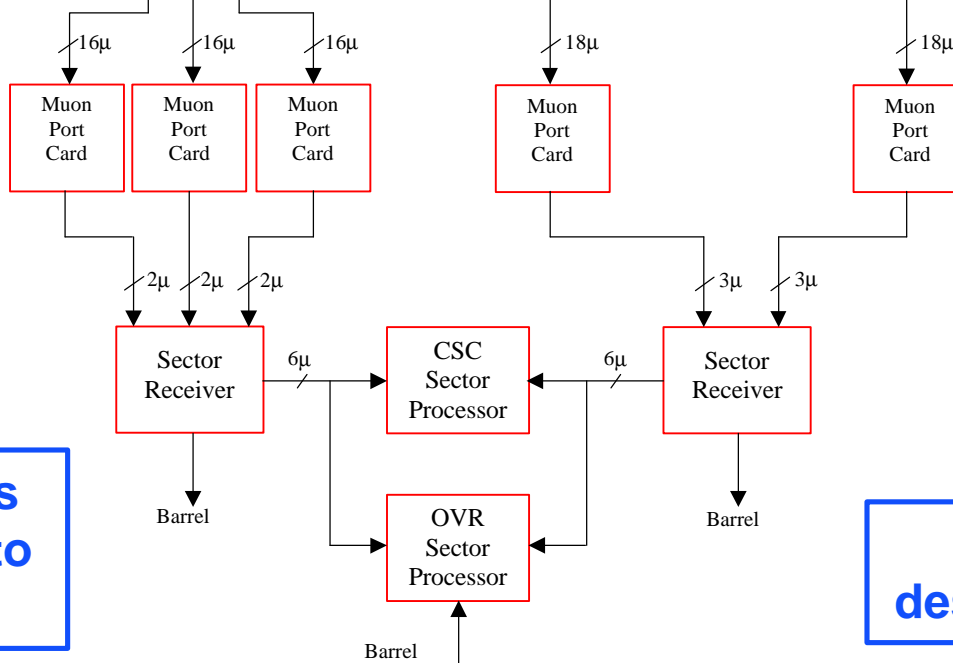 16μ
16μ
16μ
18μ
18μ
Muon
Port
Card
Muon
Port
Card
Muon
Port
Card
Muon
Port
Card
Muon
Port
Card
2μ
2μ
2μ
3μ
3μ
Sector
Receiver
6μ
CSC
Sector
Processor
6μ
Sector
Receiver
Barrel
OVR
Sector
Processor
Barrel
Barrel
s
to
des